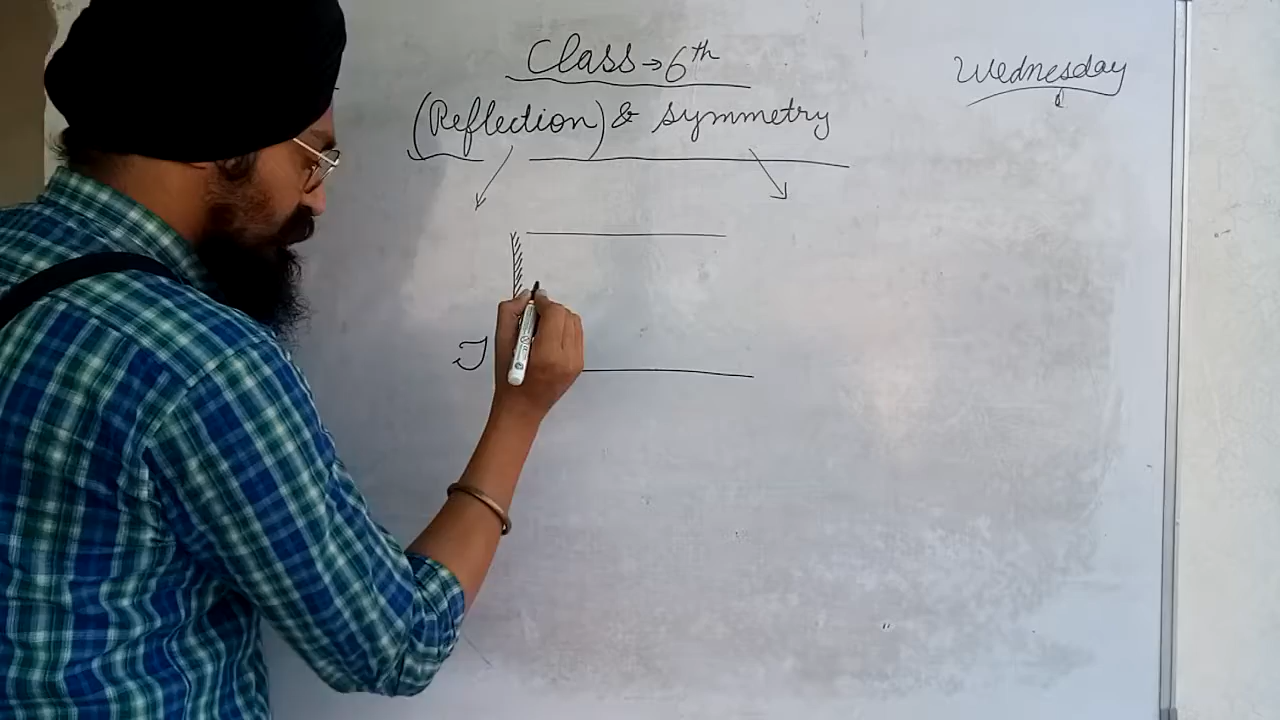 Class → 6th
Wednesday
(Reflection) & Symmetry
J